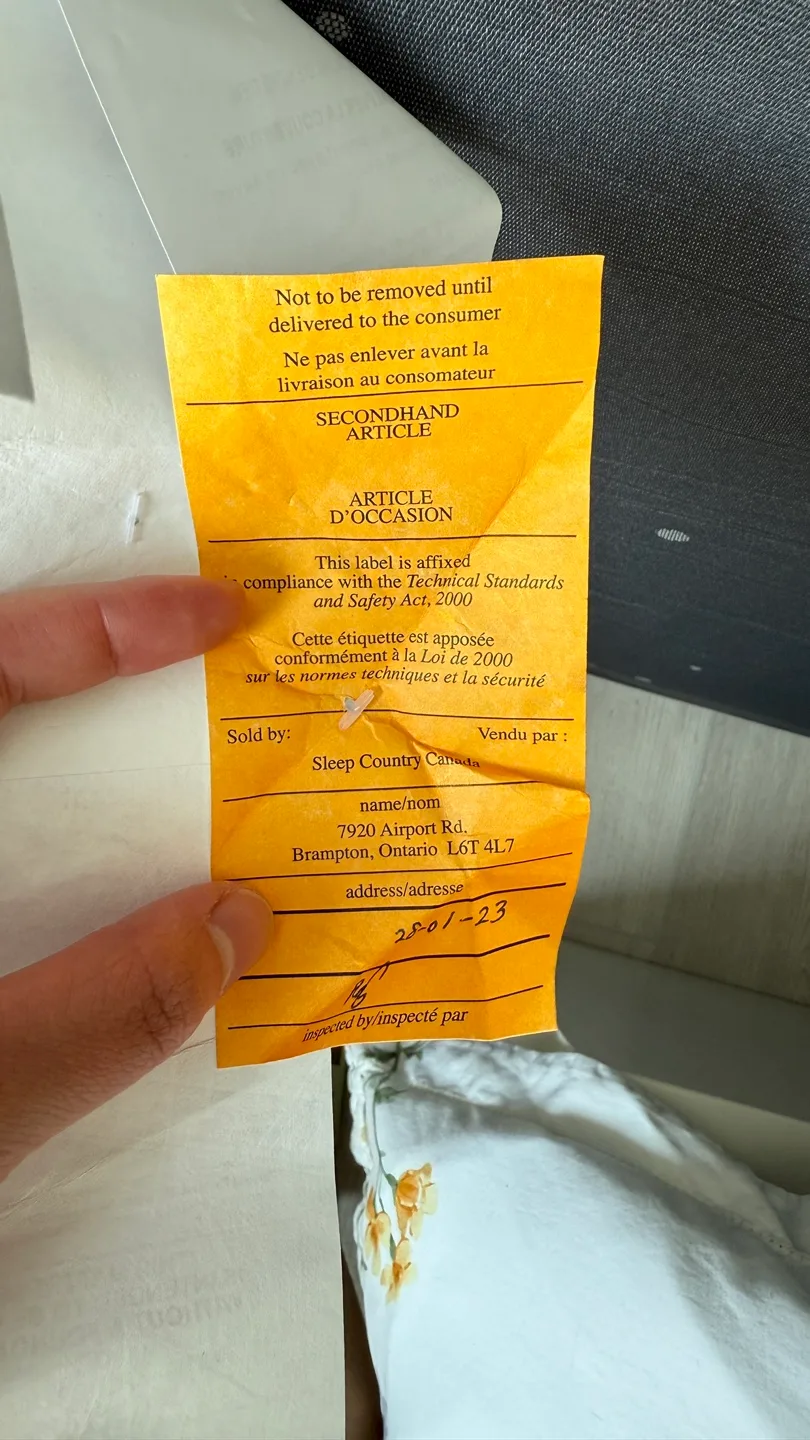 Not to be removed until
delivered to the consumer
Ne pas enlever avant la
livraison au consomateur
SECONDHAND
ARTICLE
ARTICLE
D'OCCASION
This label is affixed
compliance with the Technical Standards
and Safety Act, 2000
Cette étiquette est apposée
conformément à la Loi de 2000
sur les normes techniques et la sécurité
Sold by: Vendu par :
Sleep Country Canada
name/nom
7920 Airport Rd.
Brampton, Ontario L6T 4L7
address/adresse
28-01-23
inspected by/inspecté par